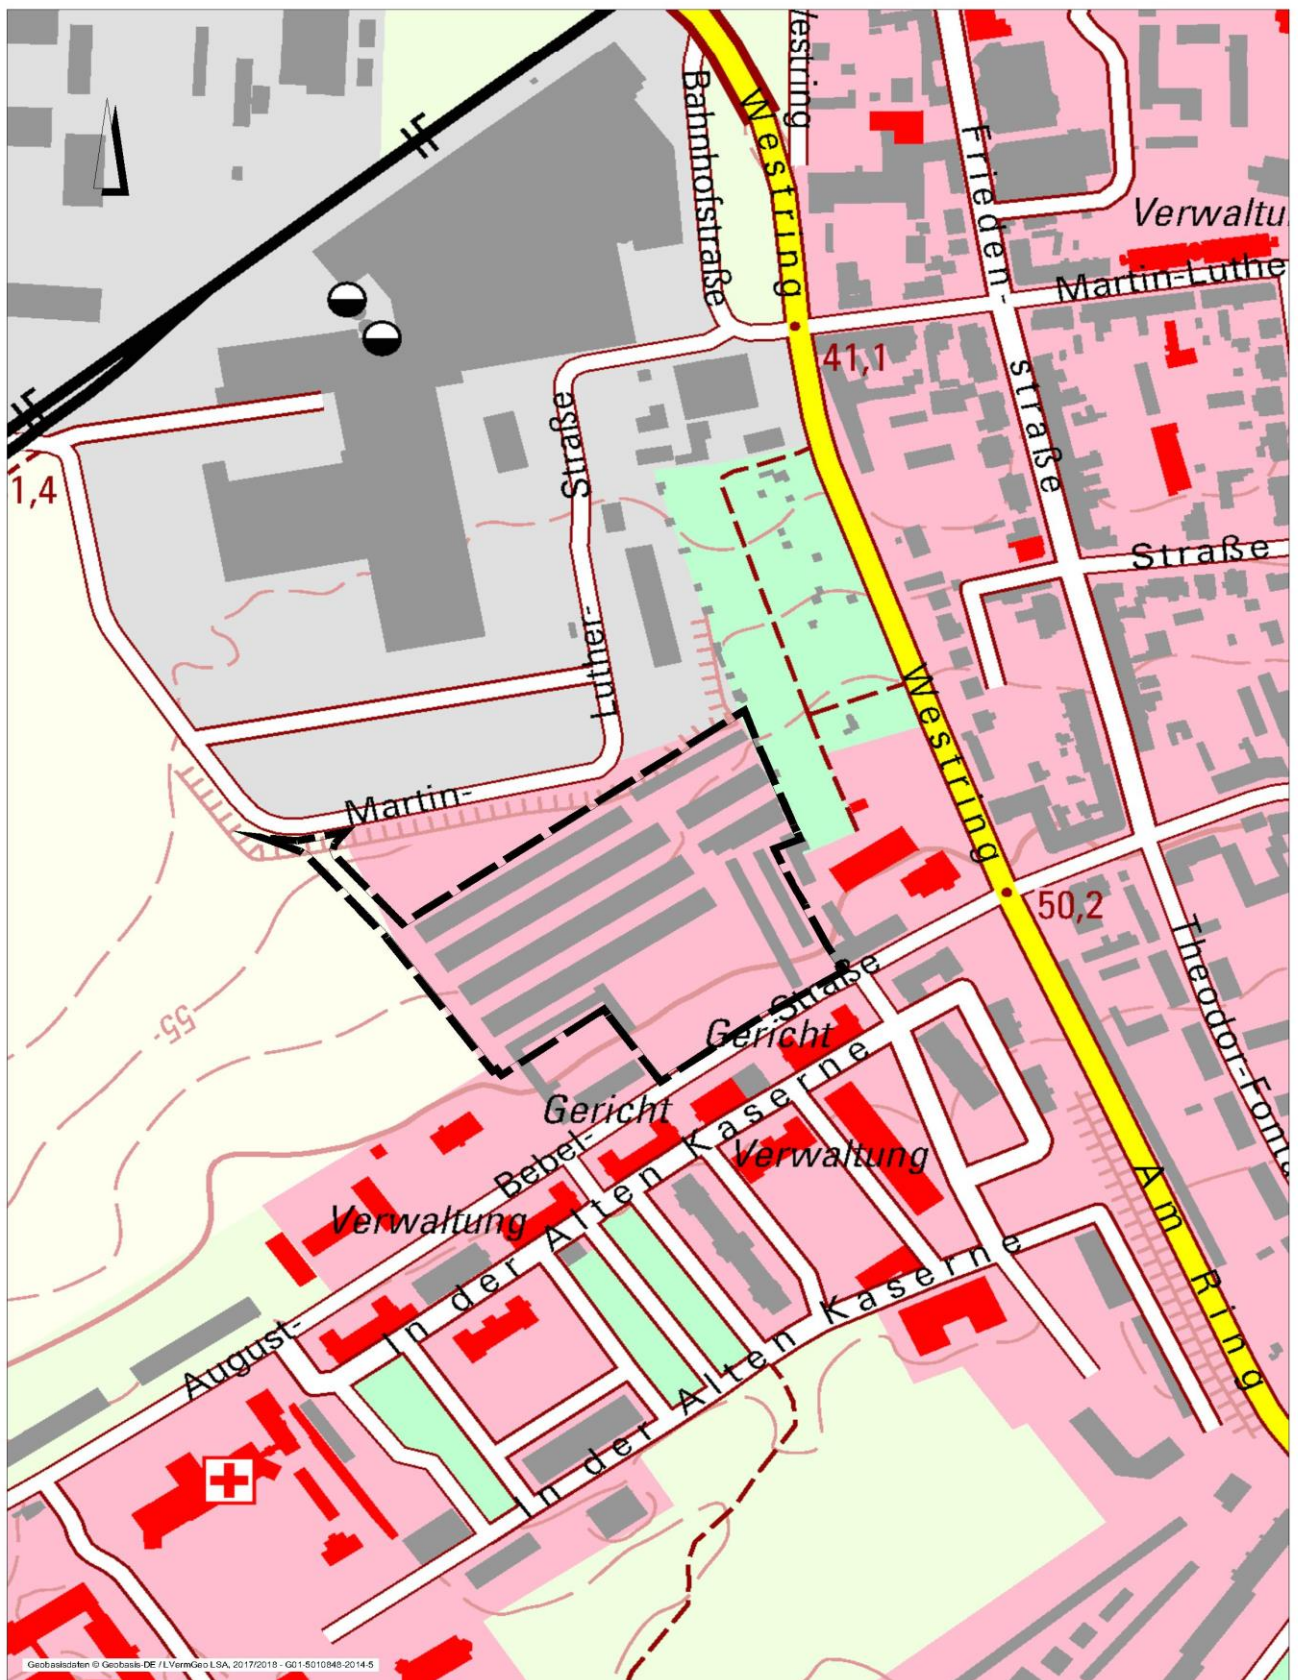 Westring
Bahnhofstraße
Westring
Frieden-
straße
Verwaltu
Martin-Luthe
41,1
Straße
Luther-
Martin-
1,4
Straße
Westring
50,2
Theodor-Fonta
55
Straße
Gericht
Gericht
Bebel-
August-
Verwaltung
Verwaltung
In der Alten Kaserne
In der Alten Kaserne
Am Ring
Geobasisdaten © Geobasis-DE / LVermGeo LSA, 2017/2018 - G01-5010848-2014-5